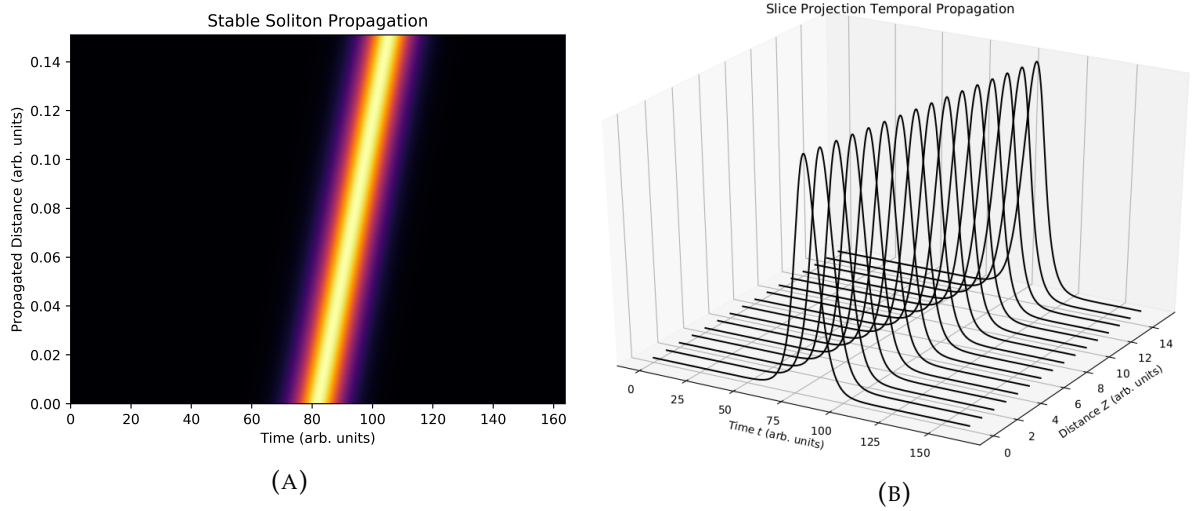 Stable Soliton Propagation
0.14
0.12
0.10
0.08
0.06
0.04
0.02
0.00
Propagated Distance (arb. units)
0 20 40 60 80 100 120 140 160
Time (arb. units)
(A)
Slice Projection Temporal Propagation
0 25 50 75 100 125 150
Time t (arb. units)
0 2 4 6 8 10 12 14
Distance Z (arb. units)
(B)